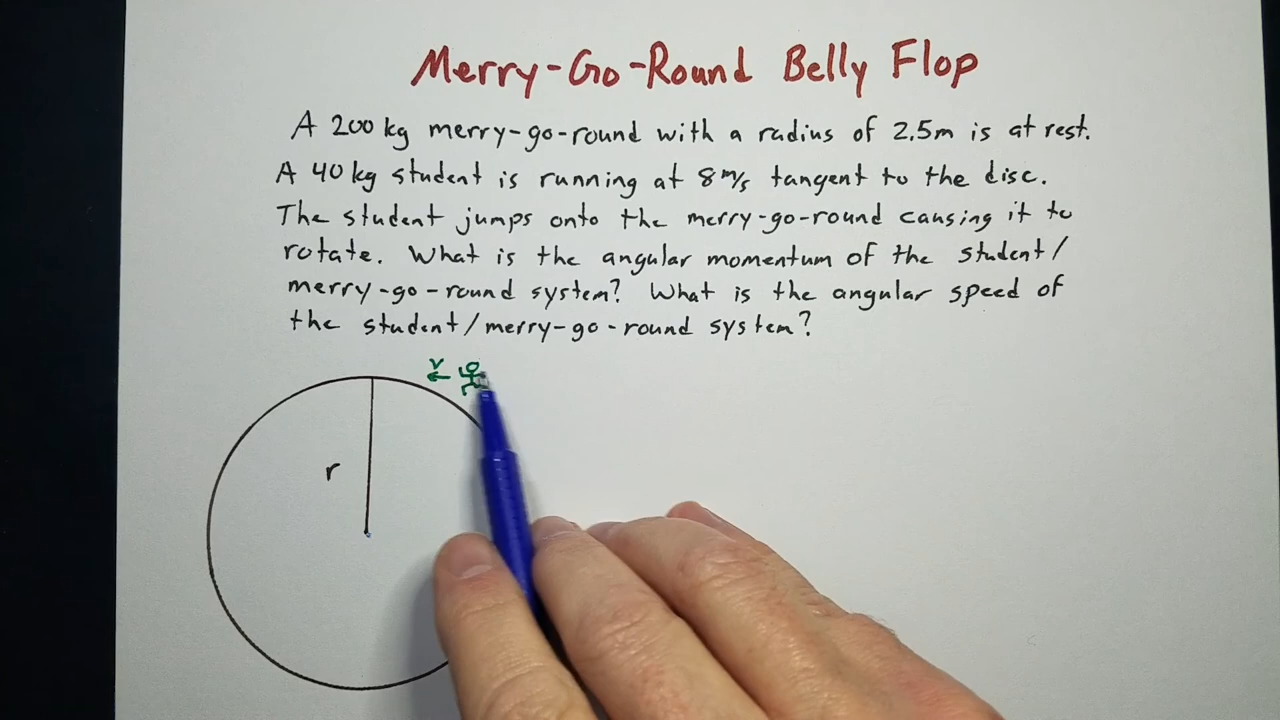 Merry-Go-Round Belly Flop
A 200 kg merry-go-round with a radius of 2.5m is at rest.
A 40 kg student is running at 8 m/s tangent to the disc.
The student jumps onto the merry-go-round causing it to
rotate. What is the angular momentum of the student/
merry-go-round system? What is the angular speed of
the student/merry-go-round system?
v
r